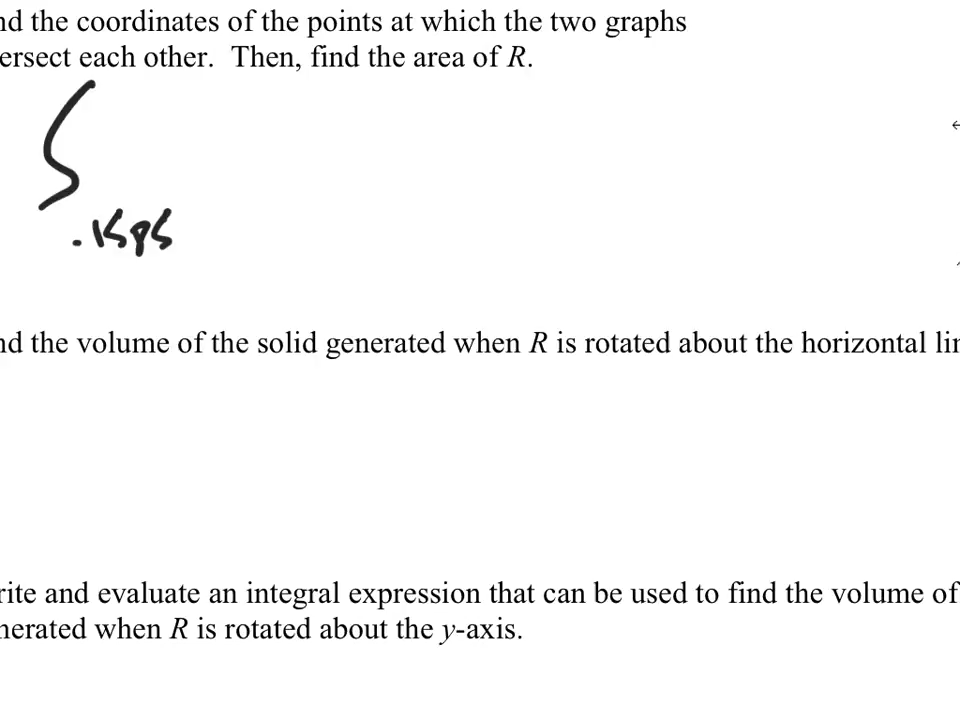 nd the coordinates of the points at which the two graphs
ersect each other. Then, find the area of R.
∫
.1585
nd the volume of the solid generated when R is rotated about the horizontal lin
rite and evaluate an integral expression that can be used to find the volume of
nerated when R is rotated about the y-axis.